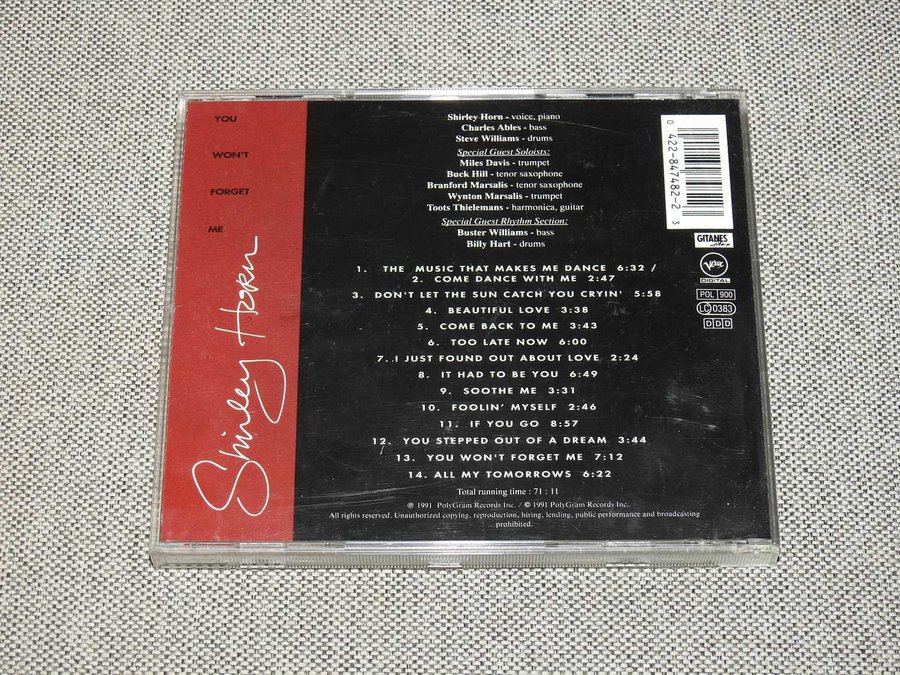 YOU
WON'T
FORGET
ME
Shirley Horn
Shirley Horn - voice, piano
Charles Ables - bass
Steve Williams - drums
Special Guest Soloists:
Miles Davis - trumpet
Buck Hill - tenor saxophone
Branford Marsalis - tenor saxophone
Wynton Marsalis - trumpet
Toots Thielemans - harmonica, guitar
Special Guest Rhythm Section:
Buster Williams - bass
Billy Hart - drums
1. THE MUSIC THAT MAKES ME DANCE 6:32 /
2. COME DANCE WITH ME 2:47
3. DON'T LET THE SUN CATCH YOU CRYIN' 5:58
4. BEAUTIFUL LOVE 3:38
5. COME BACK TO ME 3:43
6. TOO LATE NOW 6:00
7. I JUST FOUND OUT ABOUT LOVE 2:24
8. IT HAD TO BE YOU 6:49
9. SOOTHE ME 3:31
10. FOOLIN' MYSELF 2:46
11. IF YOU GO 8:57
12. YOU STEPPED OUT OF A DREAM 3:44
13. YOU WON'T FORGET ME 7:12
14. ALL MY TOMORROWS 6:22
Total running time : 71 : 11
℗ 1991 PolyGram Records Inc. / © 1991 PolyGram Records Inc.
All rights reserved. Unauthorized copying, reproduction, hiring, lending, public performance and broadcasting
prohibited.
0 422-847482-2 3
GITANES
Jazz
Verve
DIGITAL
POL 900
LC 0383
DDD